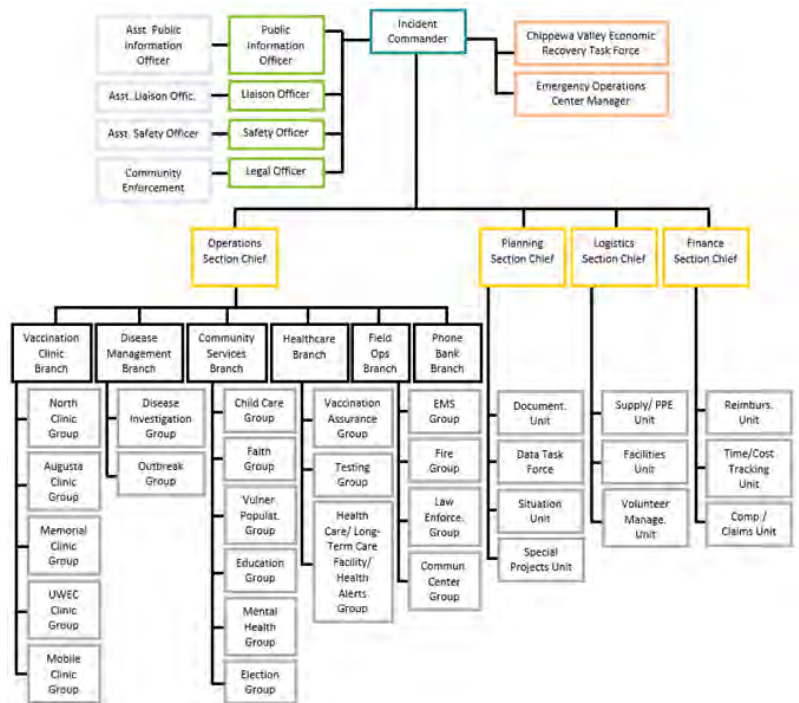 Incident
Commander
Asst. Public
Information
Officer
Public
Information
Officer
Chippewa Valley Economic
Recovery Task Force
Asst. Liaison Offic.
Liaison Officer
Emergency Operations
Center Manager
Asst. Safety Officer
Safety Officer
Community
Enforcement
Legal Officer
Operations
Section Chief
Planning
Section Chief
Logistics
Section Chief
Finance
Section Chief
Vaccination
Clinic
Branch
Disease
Management
Branch
Community
Services
Branch
Healthcare
Branch
Field
Ops
Branch
Phone
Bank
Branch
North
Clinic
Group
Augusta
Clinic
Group
Memorial
Clinic
Group
UWEC
Clinic
Group
Mobile
Clinic
Group
Disease
Investigation
Group
Outbreak
Group
Child Care
Group
Faith
Group
Vulner.
Populat.
Group
Education
Group
Mental
Health
Group
Election
Group
Vaccination
Assurance
Group
Testing
Group
Health
Care/ Long-
Term Care
Facility/
Health
Alerts
Group
EMS
Group
Fire
Group
Law
Enforce.
Group
Commun.
Center
Group
Document.
Unit
Data Task
Force
Situation
Unit
Special
Projects Unit
Supply/ PPE
Unit
Facilities
Unit
Volunteer
Manage.
Unit
Reimburs.
Unit
Time/Cost
Tracking
Unit
Comp./
Claims Unit